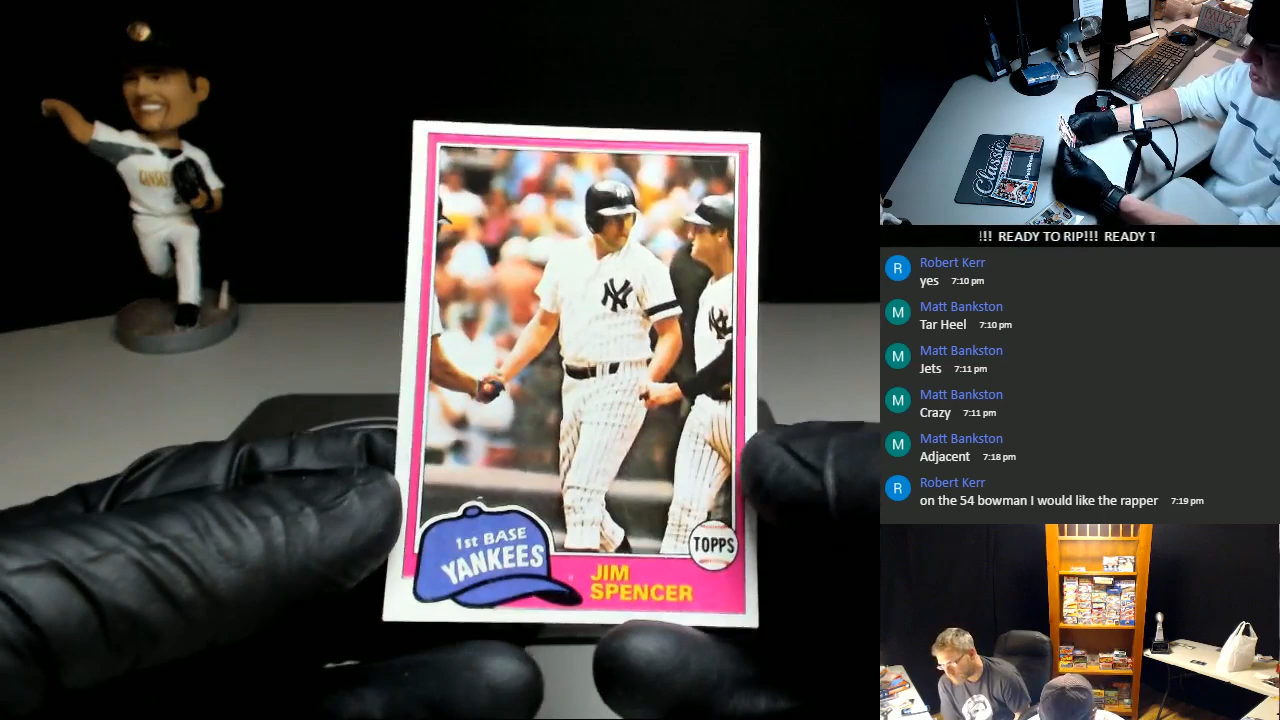 1st BASE
YANKEES
JIM
SPENCER
TOPPS
NY
Classic
!!! READY TO RIP!!! READY T
R
Robert Kerr
yes 7:10 pm
M
Matt Bankston
Tar Heel 7:10 pm
M
Matt Bankston
Jets 7:11 pm
M
Matt Bankston
Crazy 7:11 pm
M
Matt Bankston
Adjacent 7:18 pm
R
Robert Kerr
on the 54 bowman I would like the rapper 7:19 pm